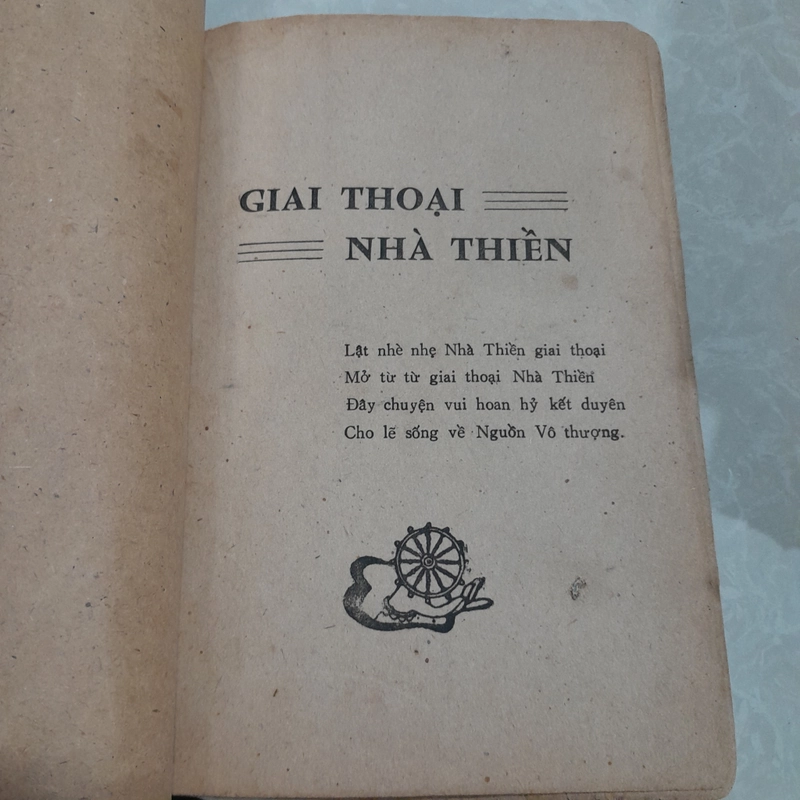 GIAI THOẠI
NHÀ THIỀN
Lật nhè nhẹ Nhà Thiền giai thoại
Mở từ từ giai thoại Nhà Thiền
Đây chuyện vui hoan hỷ kết duyên
Cho lẽ sống về Nguồn Vô thượng.